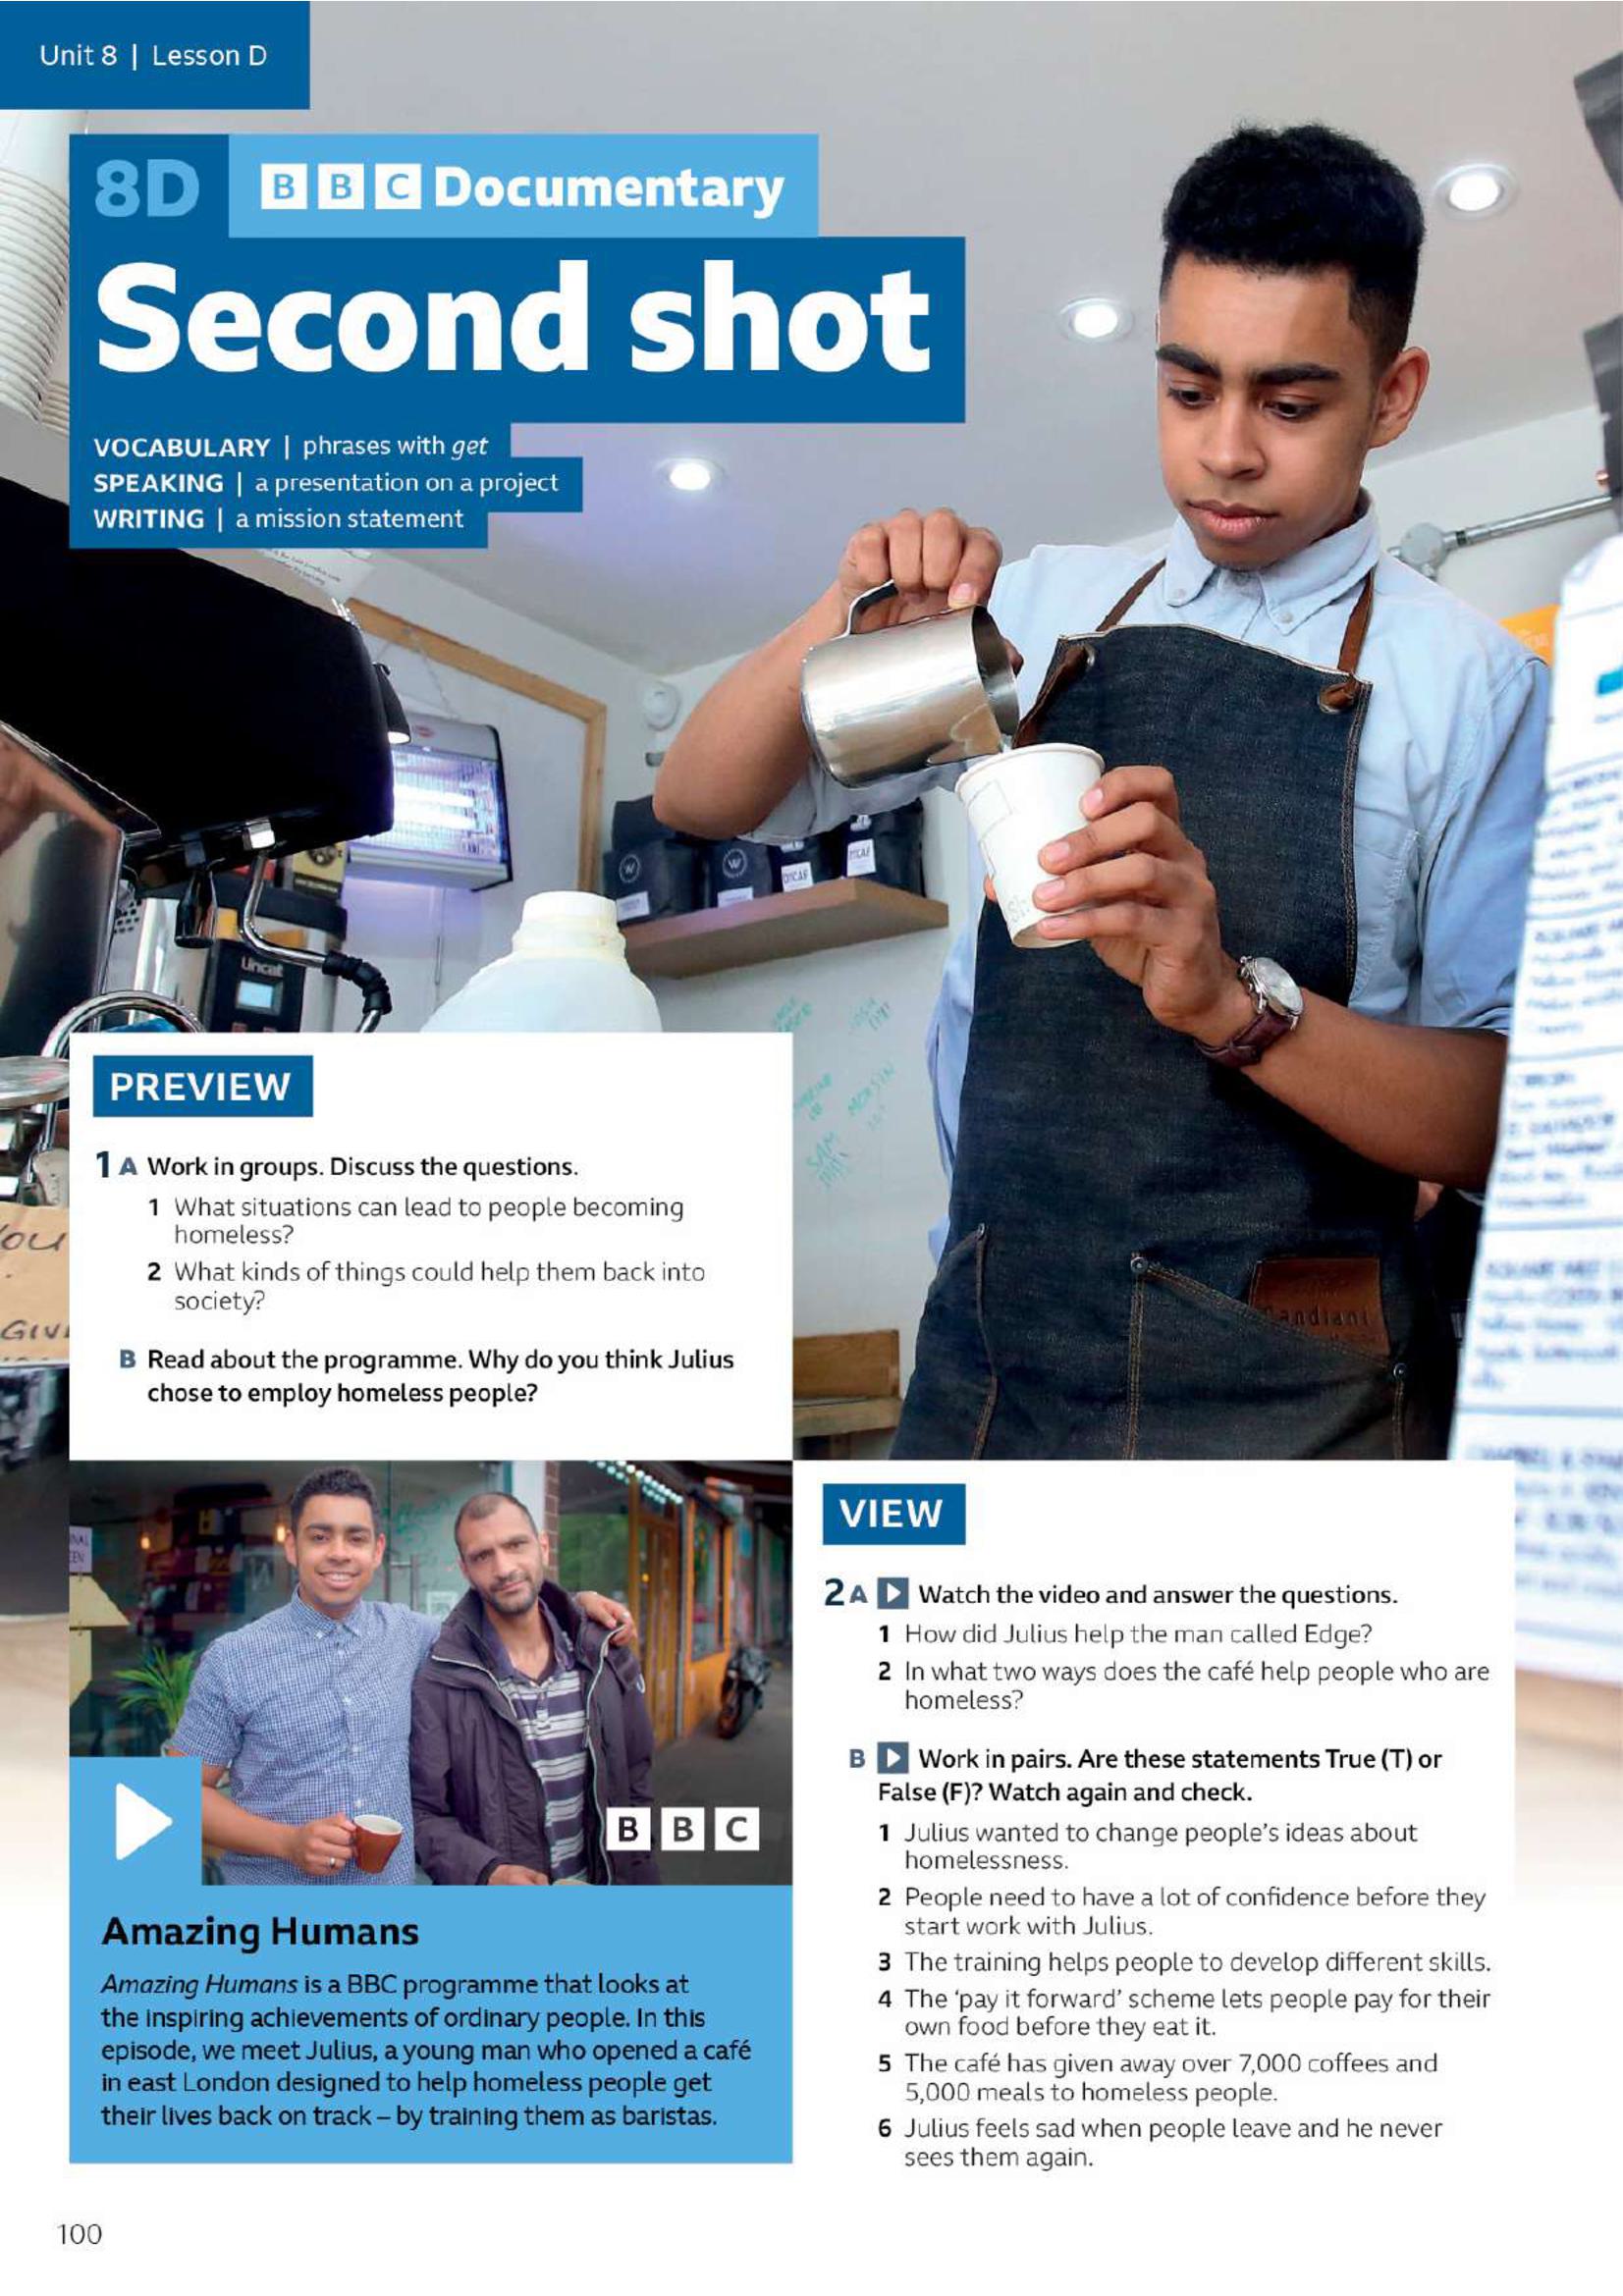 Unit 8 | Lesson D
8D
BBC Documentary
Second shot
VOCABULARY | phrases with get
SPEAKING | a presentation on a project
WRITING | a mission statement
Uncat
SAM
OU
GIV
andiani
PREVIEW
1 A Work in groups. Discuss the questions.
1 What situations can lead to people becoming
homeless?
2 What kinds of things could help them back into
society?
B Read about the programme. Why do you think Julius
chose to employ homeless people?
BBC
Amazing Humans
Amazing Humans is a BBC programme that looks at
the inspiring achievements of ordinary people. In this
episode, we meet Julius, a young man who opened a café
in east London designed to help homeless people get
their lives back on track – by training them as baristas.
VIEW
2 A Watch the video and answer the questions.
1 How did Julius help the man called Edge?
2 In what two ways does the café help people who are
homeless?
B Work in pairs. Are these statements True (T) or
False (F)? Watch again and check.
1 Julius wanted to change people's ideas about
homelessness.
2 People need to have a lot of confidence before they
start work with Julius.
3 The training helps people to develop different skills.
4 The 'pay it forward' scheme lets people pay for their
own food before they eat it.
5 The café has given away over 7,000 coffees and
5,000 meals to homeless people.
6 Julius feels sad when people leave and he never
sees them again.
100